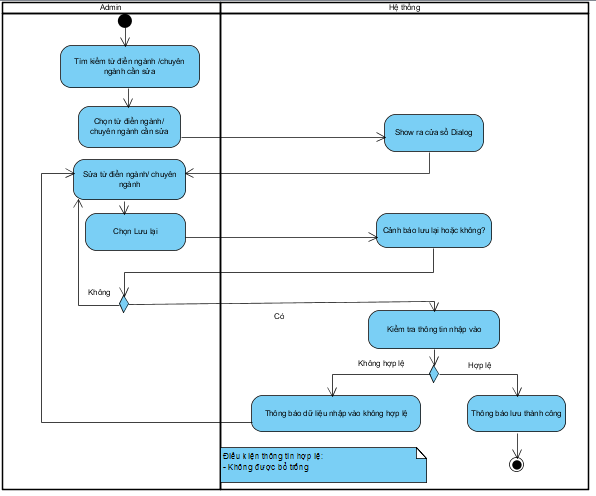 Admin
Hệ thống
Tìm kiếm từ điển ngành /chuyên
ngành cần sửa
Chọn từ điển ngành/
chuyên ngành cần sửa
Show ra cửa sổ Dialog
Sửa từ điển ngành/ chuyên
ngành
Chọn Lưu lại
Cảnh báo lưu lại hoặc không?
Không
Có
Kiểm tra thông tin nhập vào
Không hợp lệ
Hợp lệ
Thông báo dữ liệu nhập vào không hợp lệ
Thông báo lưu thành công
Điều kiện thông tin hợp lệ:
- Không được bỏ trống